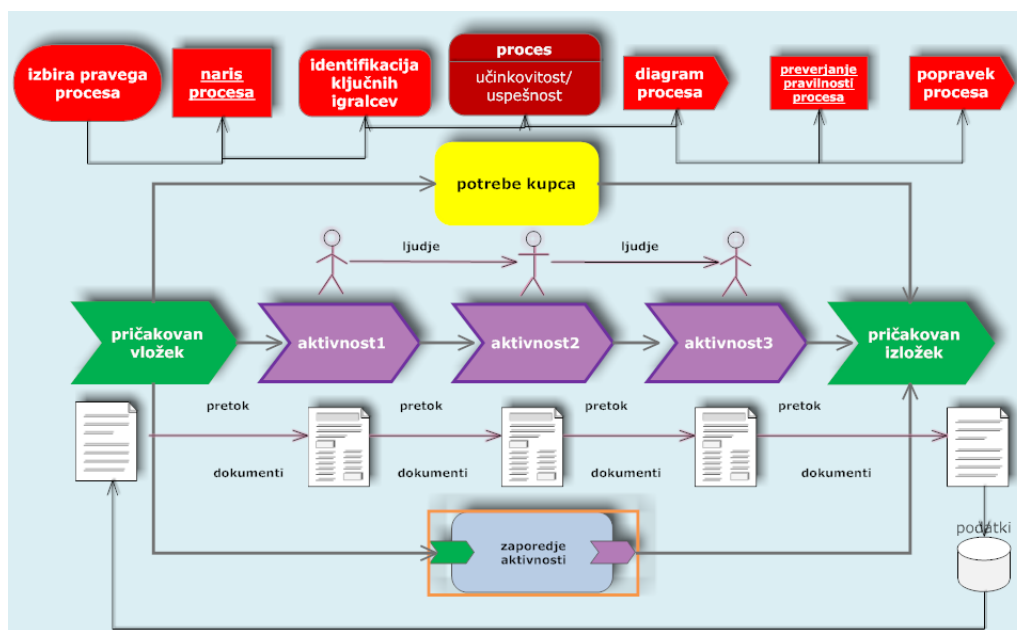 izbira pravega
procesa
naris
procesa
identifikacija
ključnih
igralcev
proces
učinkovitost/
uspešnost
diagram
procesa
preverjanje
pravilnosti
procesa
popravek
procesa
potrebe kupca
ljudje
ljudje
pričakovan
vložek
aktivnost1
aktivnost2
aktivnost3
pričakovan
izložek
pretok
pretok
pretok
pretok
dokumenti
dokumenti
dokumenti
dokumenti
zaporedje
aktivnosti
podatki